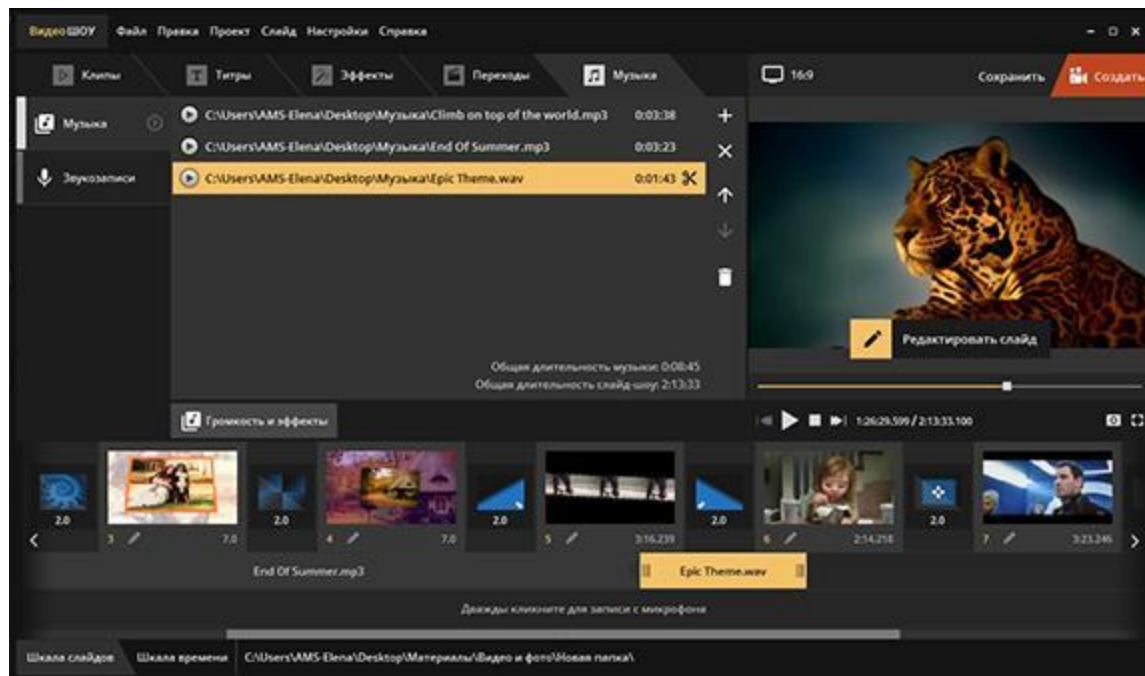 ВидеоШОУ Файл Правка Проект Слайд Настройки Справка
Клипы Титры Эффекты Переходы Музыка 16:9 Сохранить Создать
Музыка
Звукозаписи
C:\Users\AMS-Elena\Desktop\Музыка\Climb on top of the world.mp3 0:03:38
C:\Users\AMS-Elena\Desktop\Музыка\End Of Summer.mp3 0:03:23
C:\Users\AMS-Elena\Desktop\Музыка\Epic Theme.wav 0:01:43
Общая длительность музыки: 0:08:45
Общая длительность слайд-шоу: 2:13:33
Редактировать слайд
Громкость и эффекты
1:26:29.599 / 2:13:33.100
2.0 2.0 2.0 2.0 2.0
3 7.0 4 7.0 5 3:16.239 6 2:14.218 7 3:23.246
End Of Summer.mp3 Epic Theme.wav
Дважды кликните для записи с микрофона
Шкала слайдов Шкала времени C:\Users\AMS-Elena\Desktop\Материалы\Видео и фото\Новая папка\